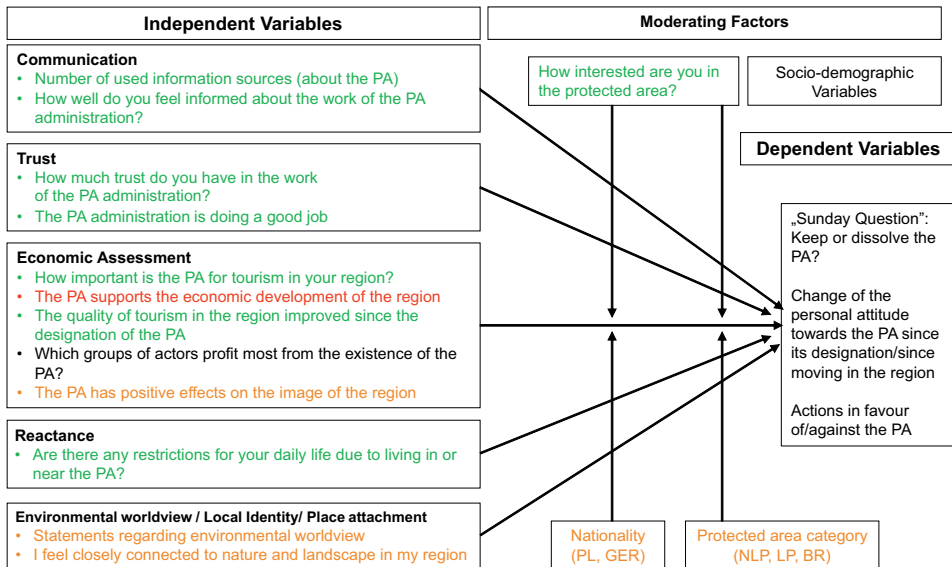 Independent Variables
Communication
• Number of used information sources (about the PA)
• How well do you feel informed about the work of the PA
administration?
Trust
• How much trust do you have in the work
of the PA administration?
• The PA administration is doing a good job
Economic Assessment
• How important is the PA for tourism in your region?
• The PA supports the economic development of the region
• The quality of tourism in the region improved since the
designation of the PA
• Which groups of actors profit most from the existence of the
PA?
• The PA has positive effects on the image of the region
Reactance
• Are there any restrictions for your daily life due to living in or
near the PA?
Environmental worldview / Local Identity/ Place attachment
• Statements regarding environmental worldview
• I feel closely connected to nature and landscape in my region
Moderating Factors
How interested are you in
the protected area?
Socio-demographic
Variables
Dependent Variables
„Sunday Question”:
Keep or dissolve the
PA?
Change of the
personal attitude
towards the PA since
its designation/since
moving in the region
Actions in favour
of/against the PA
Nationality
(PL, GER)
Protected area category
(NLP, LP, BR)